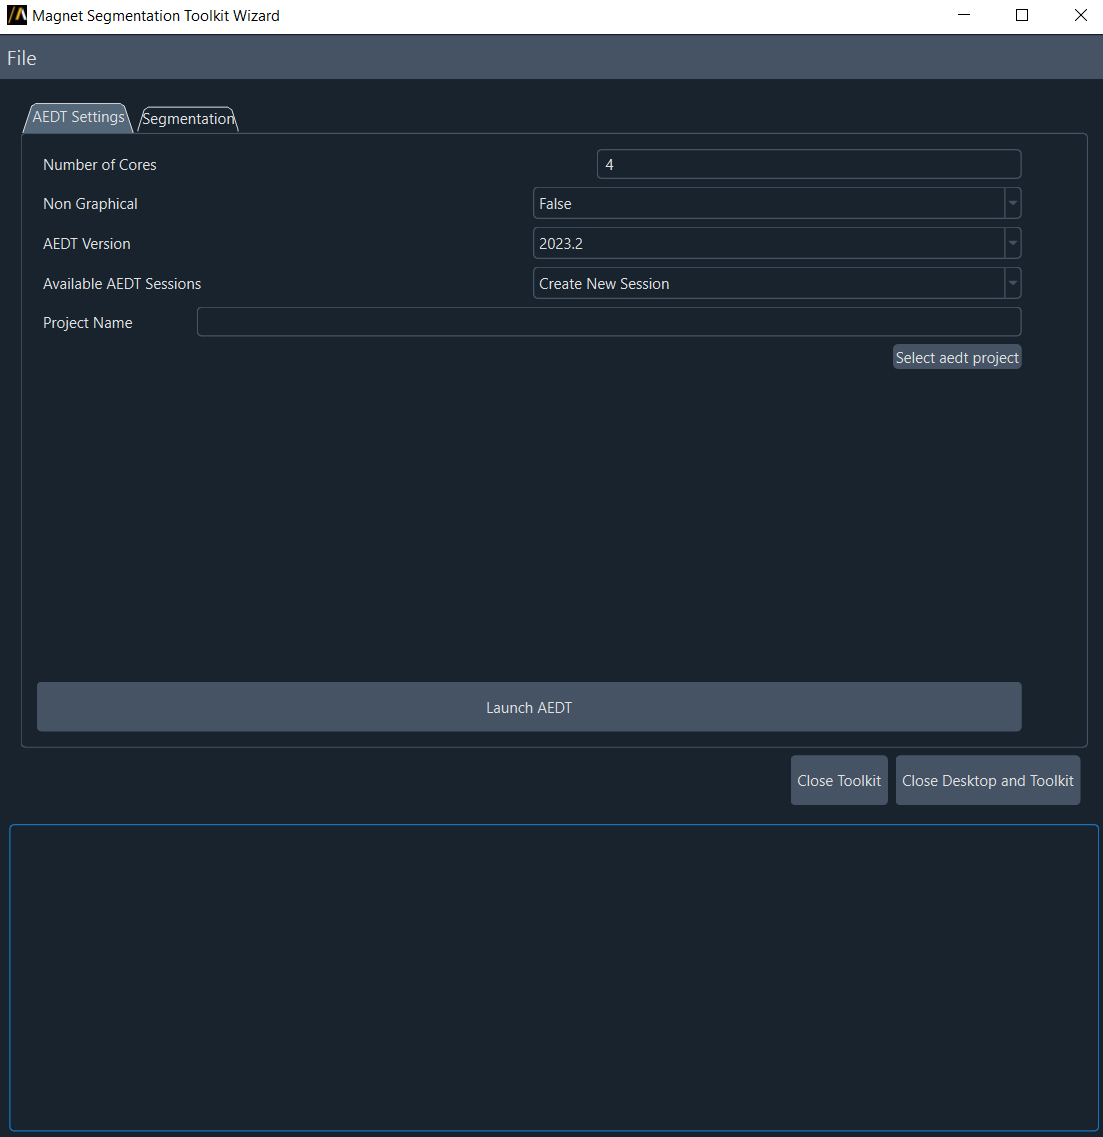 Magnet Segmentation Toolkit Wizard
File
AEDT Settings
Segmentation
Number of Cores 4
Non Graphical False
AEDT Version 2023.2
Available AEDT Sessions Create New Session
Project Name
Select aedt project
Launch AEDT
Close Toolkit Close Desktop and Toolkit